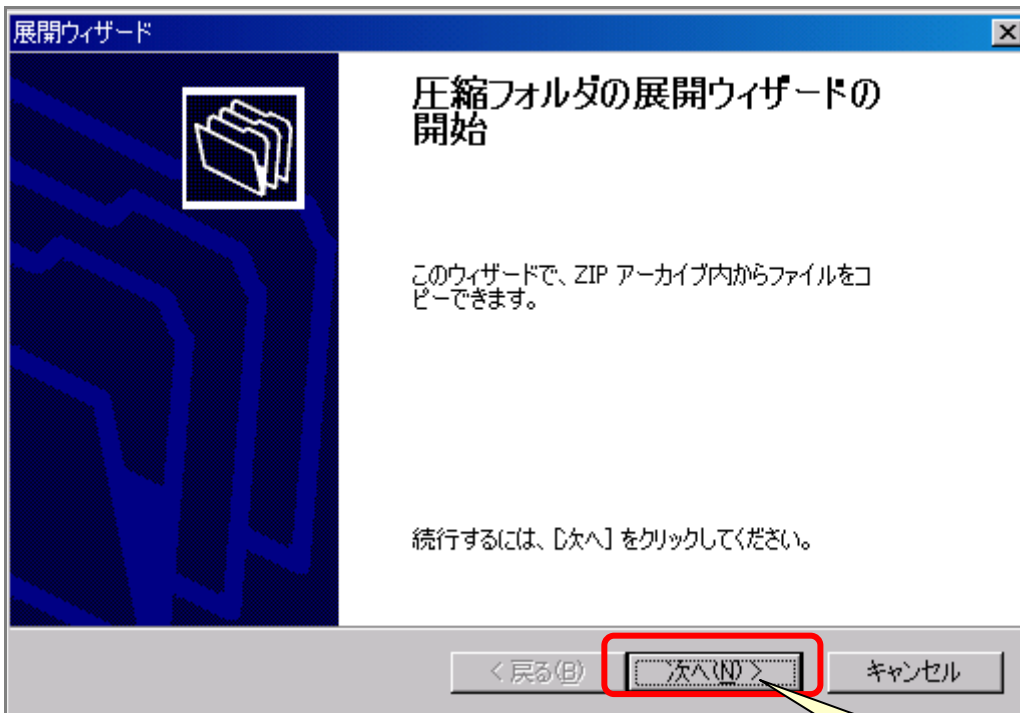 展開ウィザード
圧縮フォルダの展開ウィザードの
開始
このウィザードで、ZIP アーカイブ内からファイルをコ
ピーできます。
続行するには、[次へ] をクリックしてください。
< 戻る(B)
次へ(N) >
キャンセル